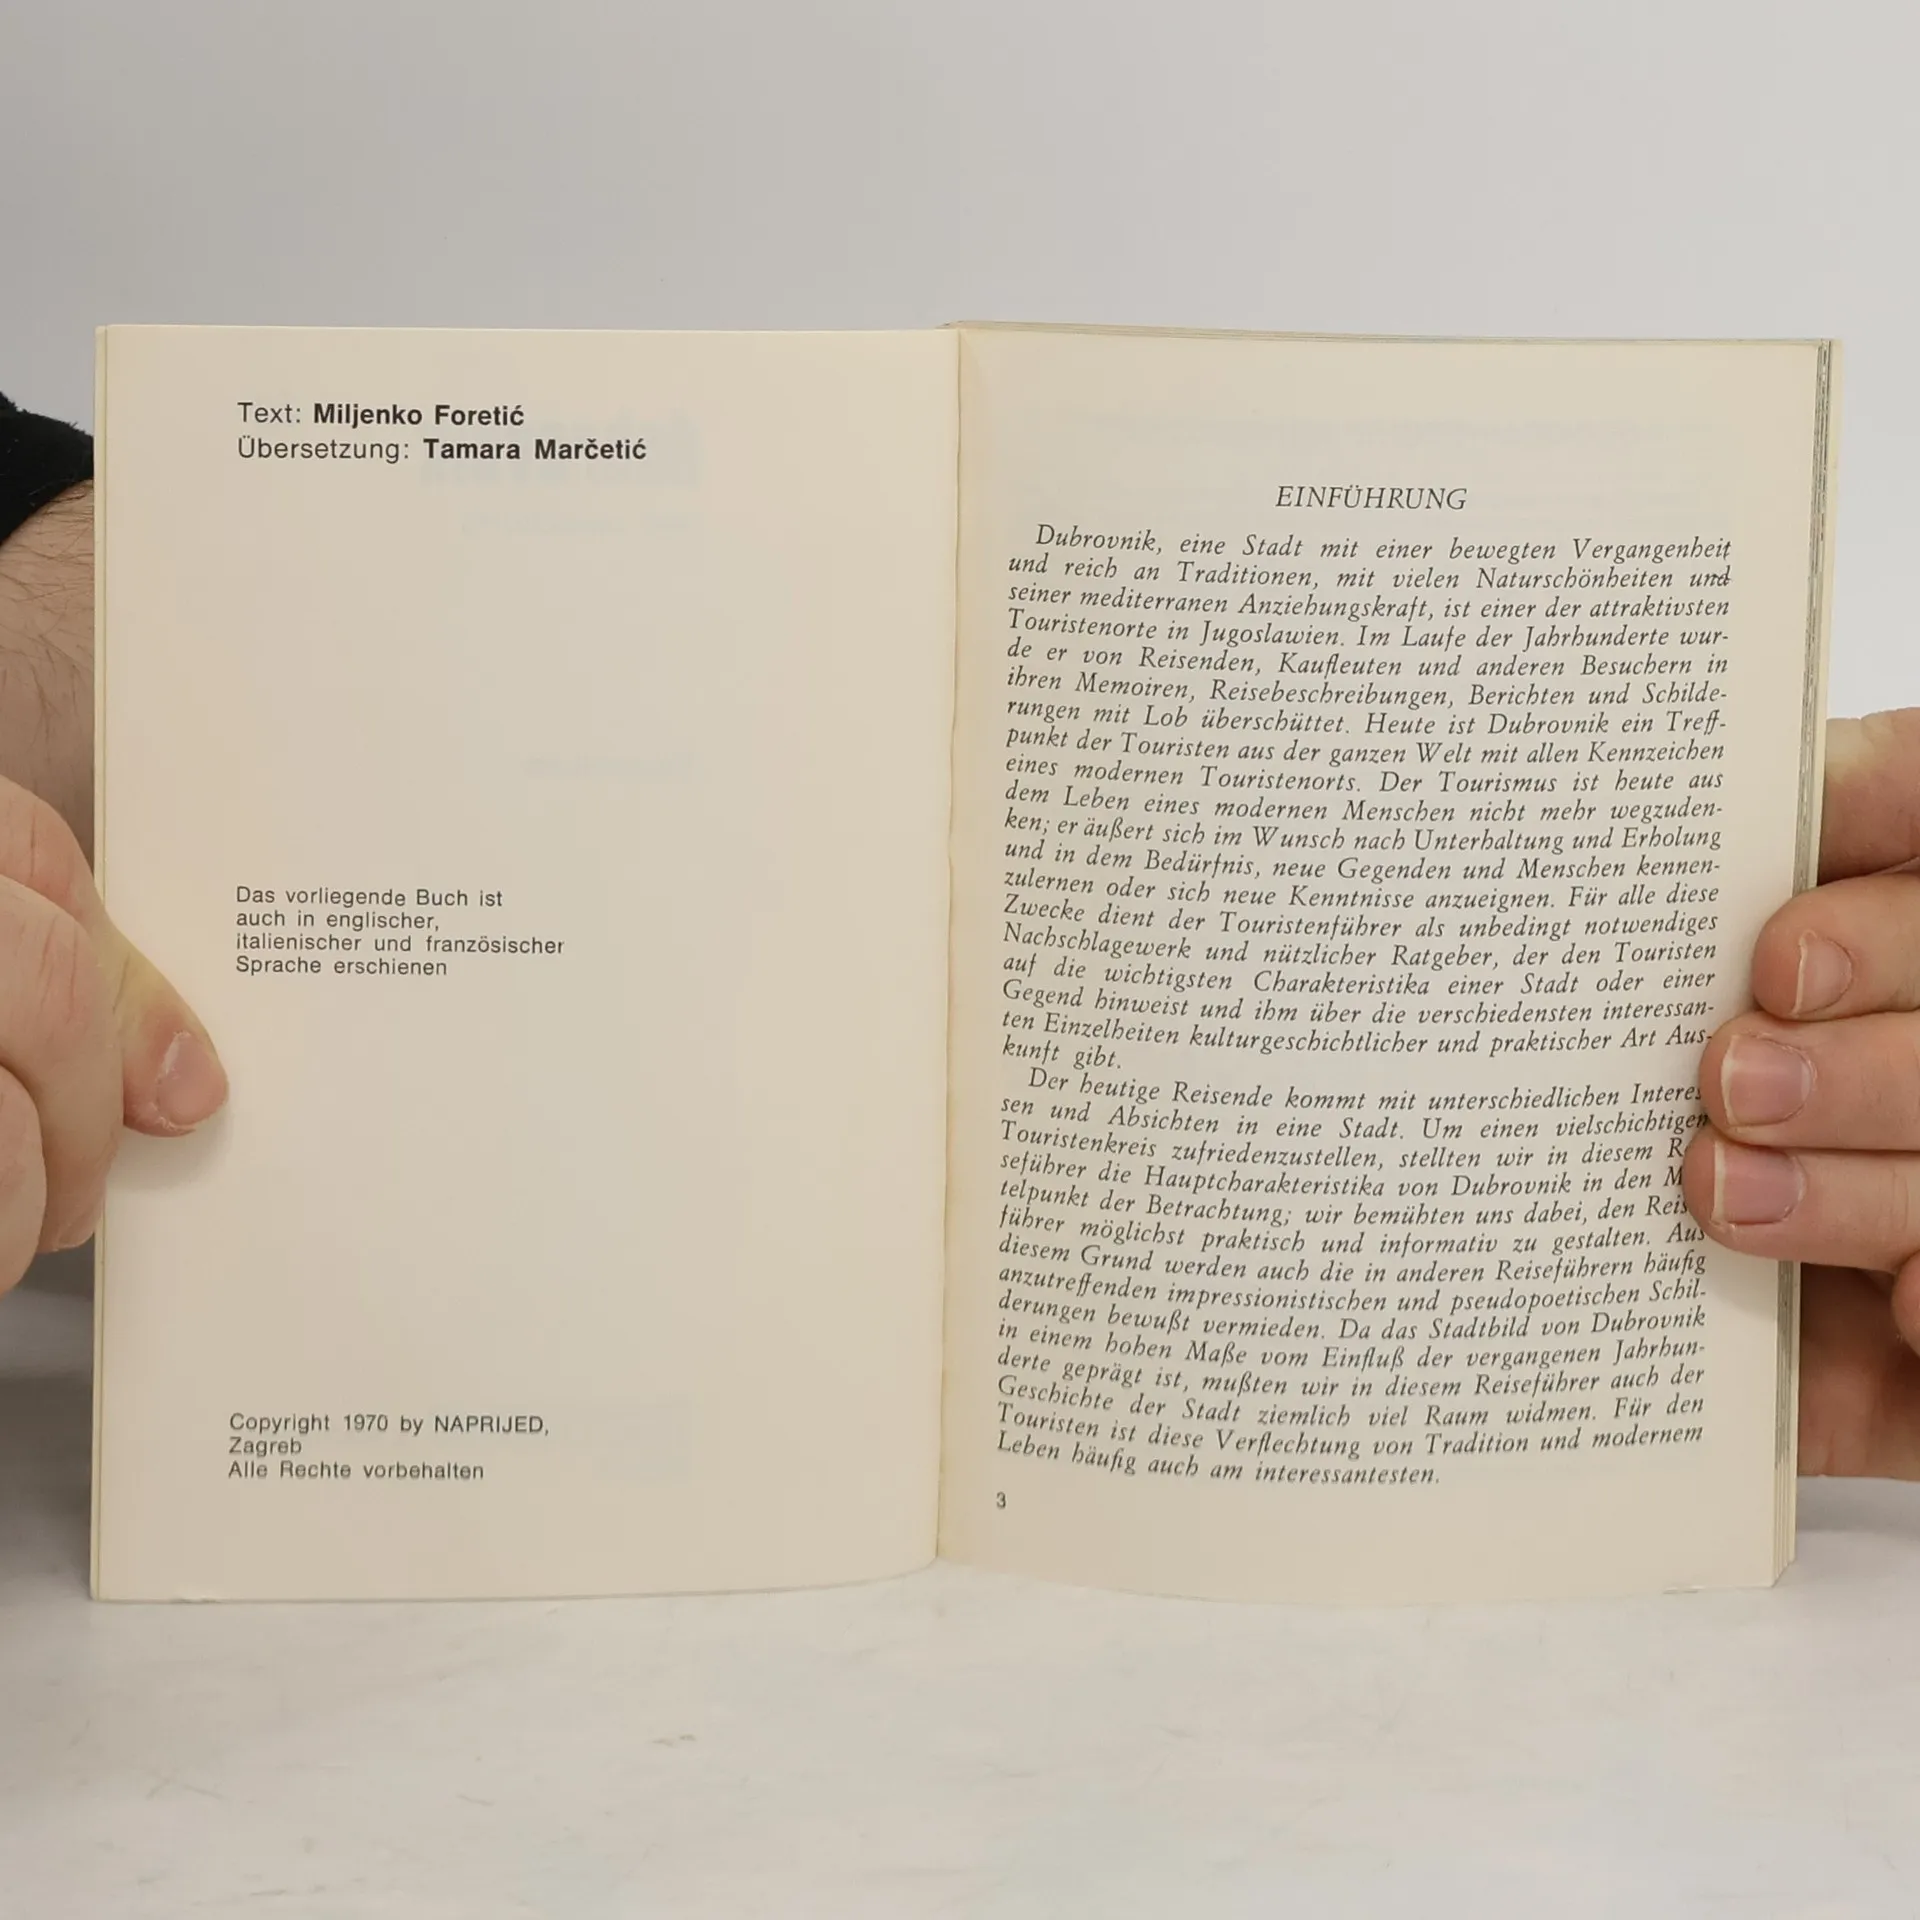 Text: Miljenko Foretić
Übersetzung: Tamara Marčetić
Das vorliegende Buch ist
auch in englischer,
italienischer und französischer
Sprache erschienen
Copyright 1970 by NAPRIJED,
Zagreb
Alle Rechte vorbehalten
EINFÜHRUNG
Dubrovnik, eine Stadt mit einer bewegten Vergangenheit
und reich an Traditionen, mit vielen Naturschönheiten und
seiner mediterranen Anziehungskraft, ist einer der attraktivsten
Touristenorte in Jugoslawien. Im Laufe der Jahrhunderte wur-
de er von Reisenden, Kaufleuten und anderen Besuchern in
ihren Memoiren, Reisebeschreibungen, Berichten und Schilde-
rungen mit Lob überschüttet. Heute ist Dubrovnik ein Treff-
punkt der Touristen aus der ganzen Welt mit allen Kennzeichen
eines modernen Touristenorts. Der Tourismus ist heute aus
dem Leben eines modernen Menschen nicht mehr wegzuden-
ken; er äußert sich im Wunsch nach Unterhaltung und Erholung
und in dem Bedürfnis, neue Gegenden und Menschen kennen-
zulernen oder sich neue Kenntnisse anzueignen. Für alle diese
Zwecke dient der Touristenführer als unbedingt notwendiges
Nachschlagewerk und nützlicher Ratgeber, der den Touristen
auf die wichtigsten Charakteristika einer Stadt oder einer
Gegend hinweist und ihm über die verschiedensten interessan-
ten Einzelheiten kulturgeschichtlicher und praktischer Art Aus-
kunft gibt.
Der heutige Reisende kommt mit unterschiedlichen Interes-
sen und Absichten in eine Stadt. Um einen vielschichtigen
Touristenkreis zufriedenzustellen, stellten wir in diesem
seführer die Hauptcharakteristika von Dubrovnik in den
telpunkt der Betrachtung; wir bemühten uns dabei, den Reise-
führer möglichst praktisch und informativ zu gestalten. Aus
diesem Grund werden auch die in anderen Reiseführern häufig
anzutreffenden impressionistischen und pseudopoetischen Schil-
derungen bewußt vermieden. Da das Stadtbild von Dubrovnik
in einem hohen Maße vom Einfluß der vergangenen Jahrhun-
derte geprägt ist, mußten wir in diesem Reiseführer auch der
Geschichte der Stadt ziemlich viel Raum widmen. Für den
Touristen ist diese Verflechtung von Tradition und modernem
Leben häufig auch am interessantesten.
3